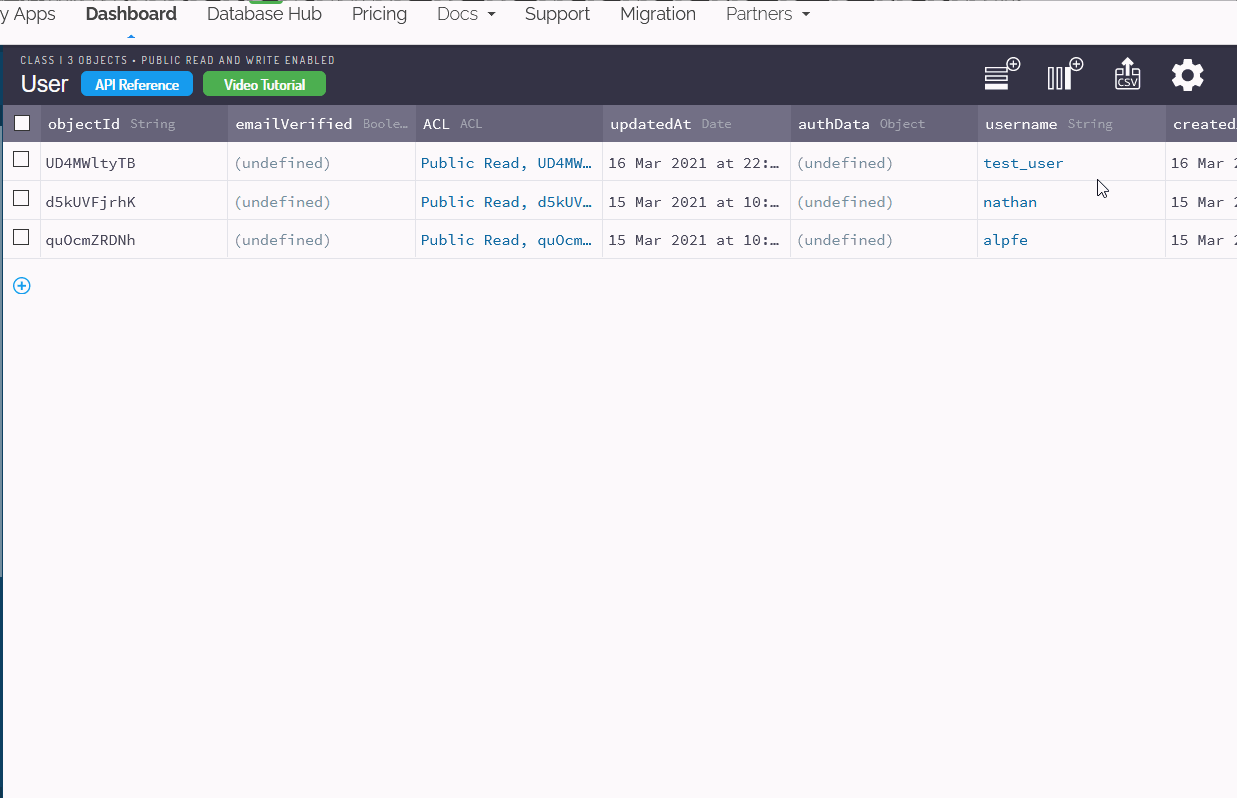 y Apps Dashboard Database Hub Pricing Docs Support Migration Partners
CLASS | 3 OBJECTS • PUBLIC READ AND WRITE ENABLED
User API Reference Video Tutorial CSV
objectId String emailVerified Boole… ACL ACL updatedAt Date authData Object username String created
UD4MWltyTB (undefined) Public Read, UD4MW… 16 Mar 2021 at 22:… (undefined) test_user 16 Mar 2
d5kUVFjrhK (undefined) Public Read, d5kUV… 15 Mar 2021 at 10:… (undefined) nathan 15 Mar 2
quOcmZRDNh (undefined) Public Read, quOcm… 15 Mar 2021 at 10:… (undefined) alpfe 15 Mar 2